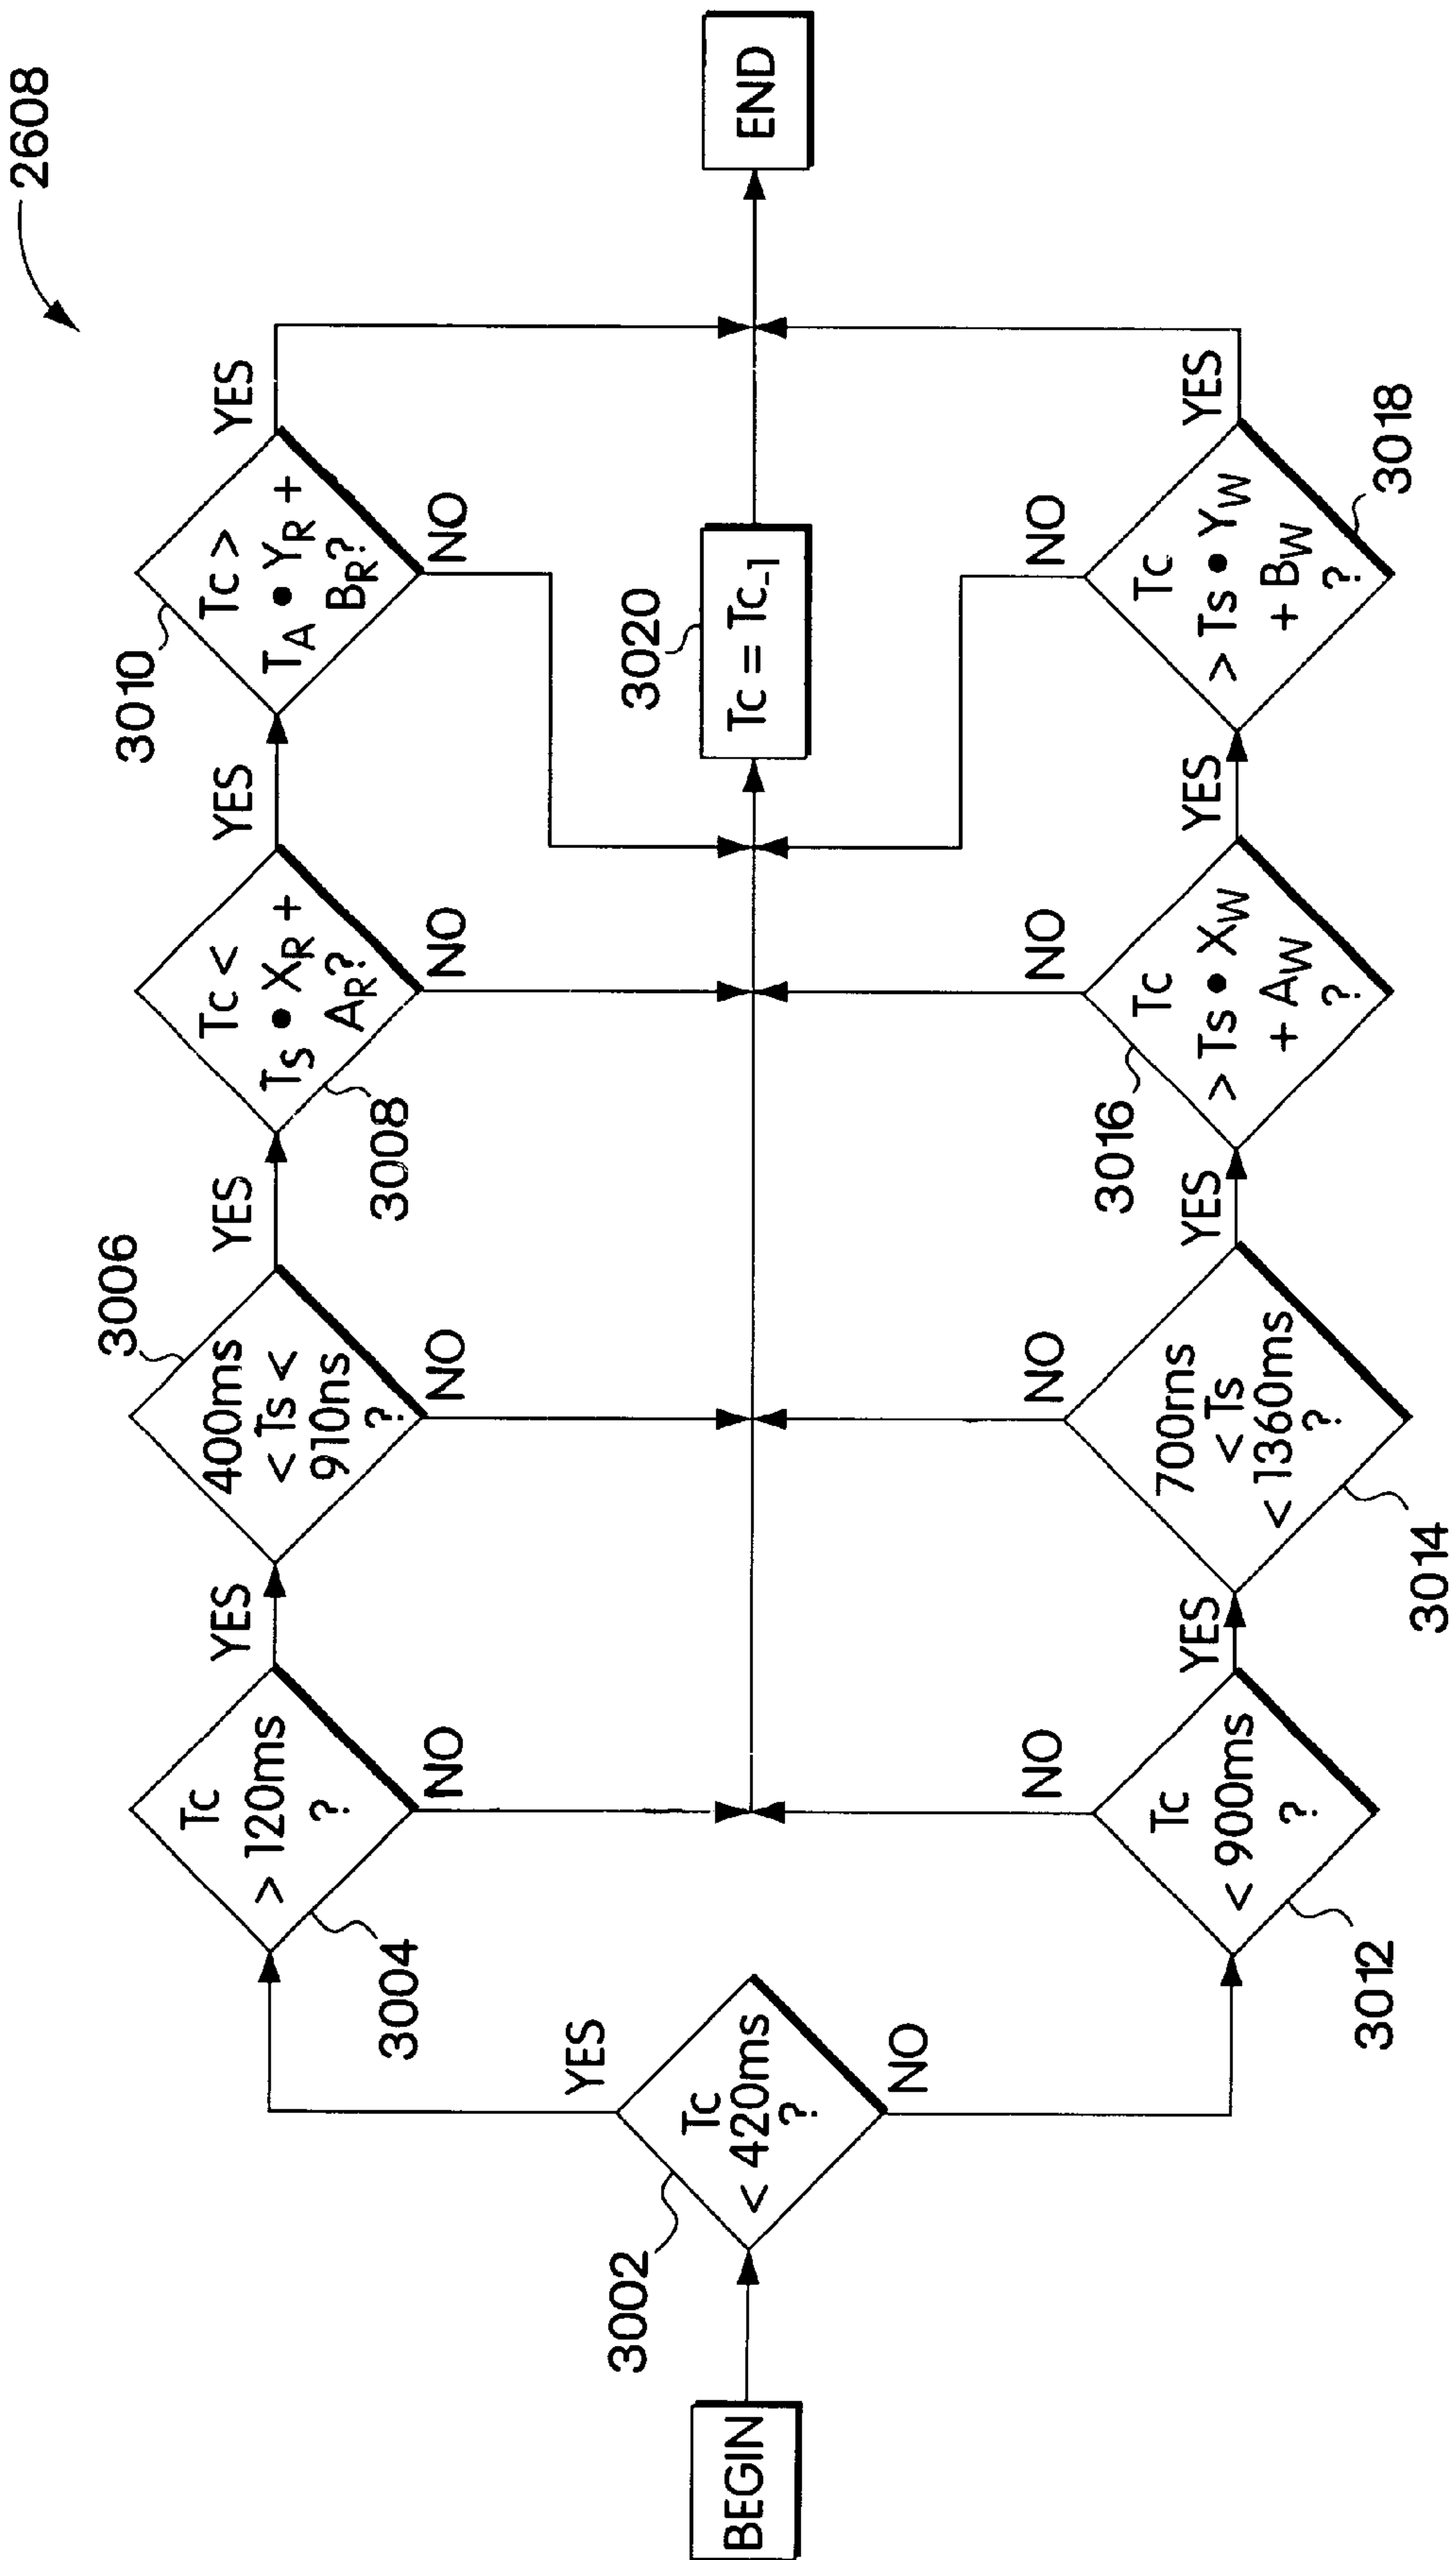 2608
BEGIN
3002
Tc
< 420ms
?
YES
NO
3004
Tc
> 120ms
?
YES
NO
3006
400ms
< Ts <
910ns
?
YES
NO
3008
Tc <
Ts • XR +
AR?
YES
NO
3010
Tc >
TA • YR +
BR?
YES
NO
3012
Tc
< 900ms
?
YES
NO
3014
700ms
< Ts
< 1360ms
?
YES
NO
3016
Tc
> Ts • XW
+ AW
?
YES
NO
3018
Tc
> Ts • YW
+ BW
?
YES
NO
3020
Tc = Tc-1
END